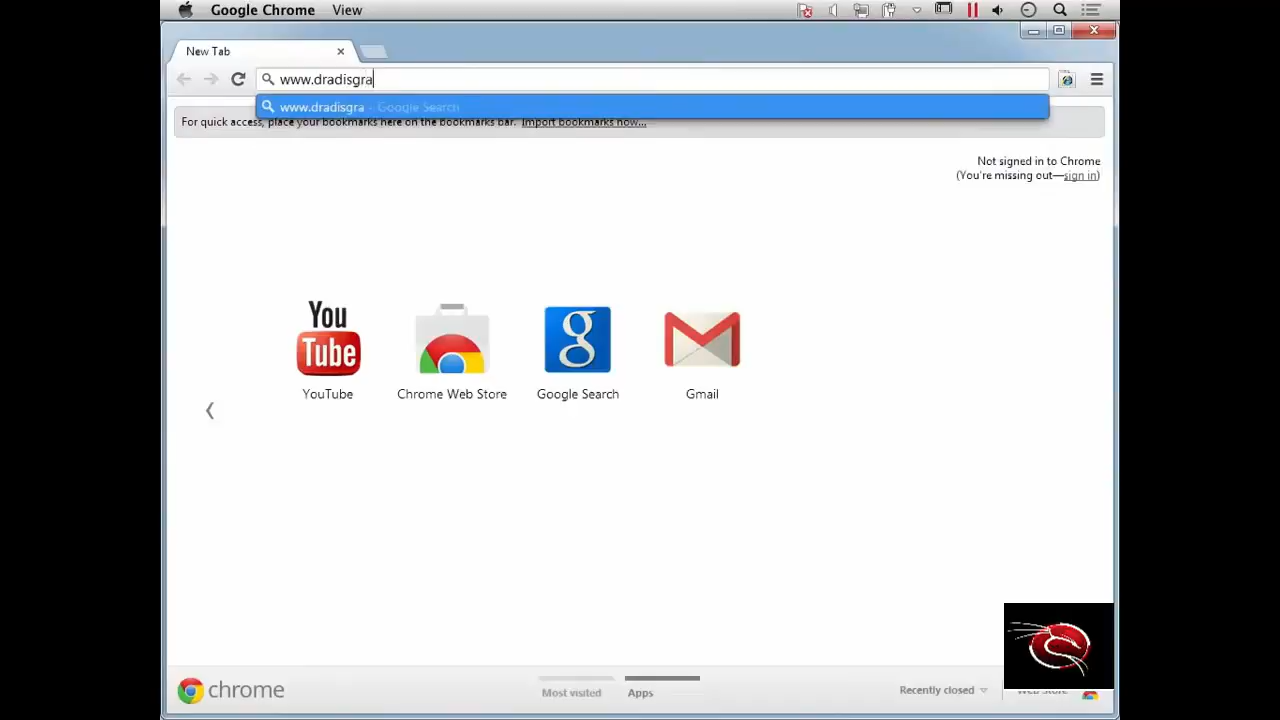 Google Chrome View
New Tab
www.dradisgra
www.dradisgra - Google Search
For quick access, place your bookmarks here on the bookmarks bar. Import bookmarks now...
Not signed in to Chrome
(You're missing out—sign in)
You
Tube
g
YouTube Chrome Web Store Google Search Gmail
chrome
Most visited Apps
Recently closed
Web Store